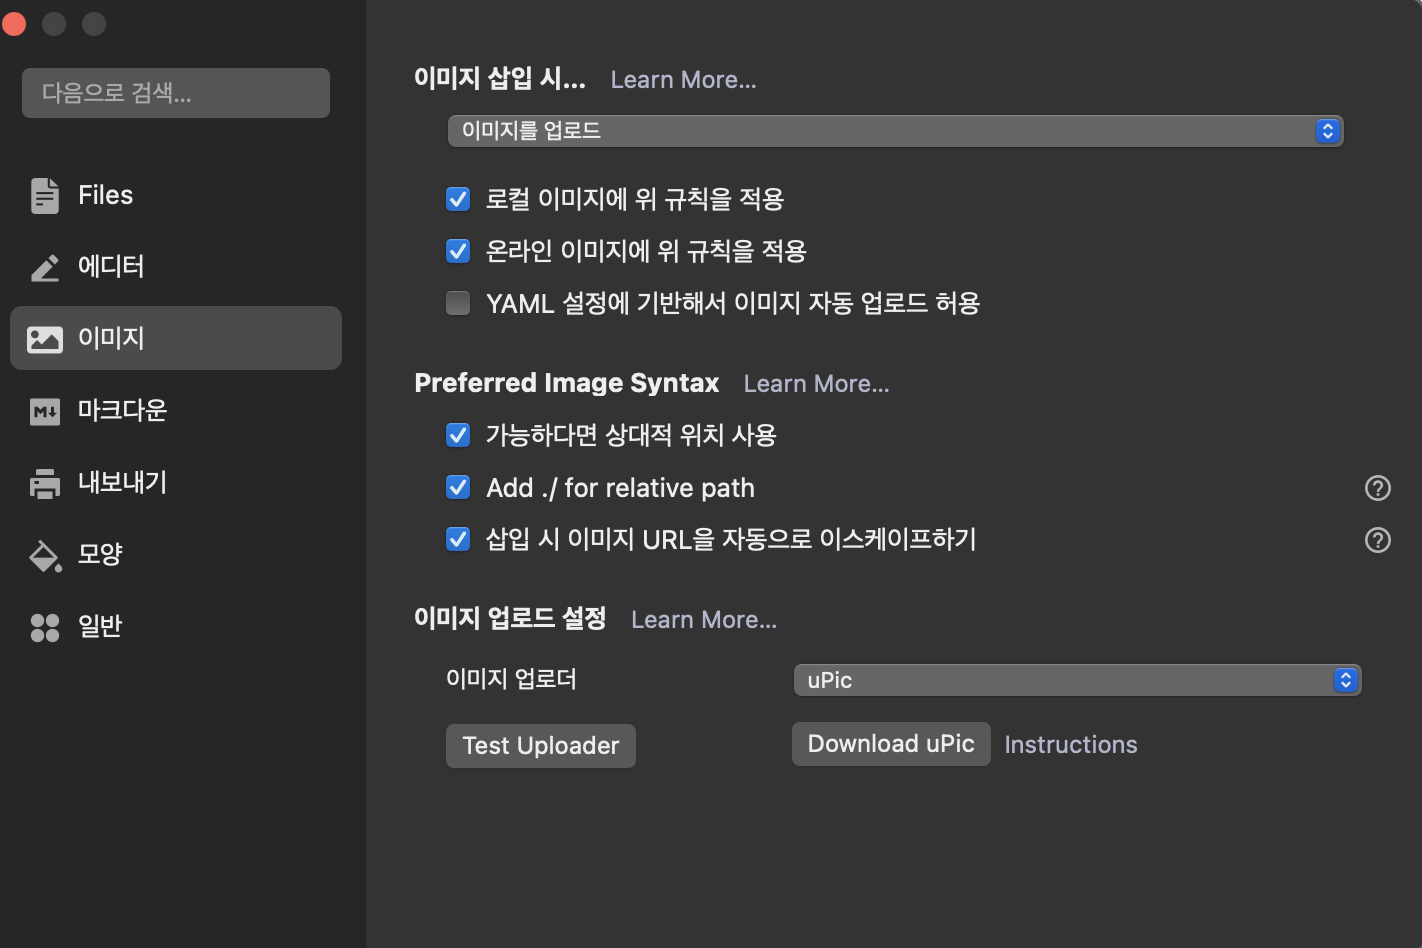 다음으로 검색...
Files
에디터
이미지
M↓ 마크다운
내보내기
모양
일반
이미지 삽입 시... Learn More...
이미지를 업로드
로컬 이미지에 위 규칙을 적용
온라인 이미지에 위 규칙을 적용
YAML 설정에 기반해서 이미지 자동 업로드 허용
Preferred Image Syntax Learn More...
가능하다면 상대적 위치 사용
Add ./ for relative path ?
삽입 시 이미지 URL을 자동으로 이스케이프하기 ?
이미지 업로드 설정 Learn More...
이미지 업로더 uPic
Test Uploader Download uPic Instructions